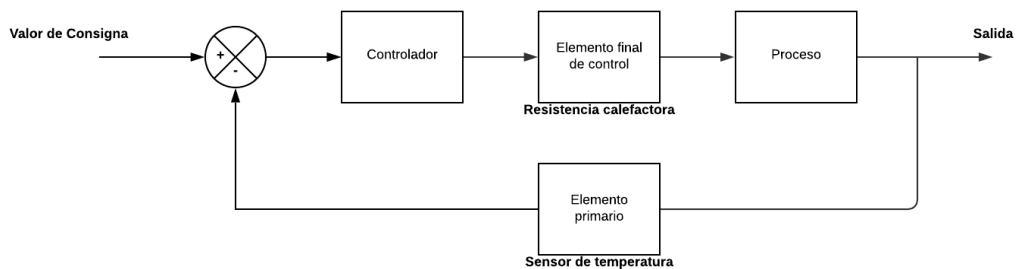 Valor de Consigna
Salida
+
-
Controlador
Elemento final
de control
Proceso
Resistencia calefactora
Elemento
primario
Sensor de temperatura